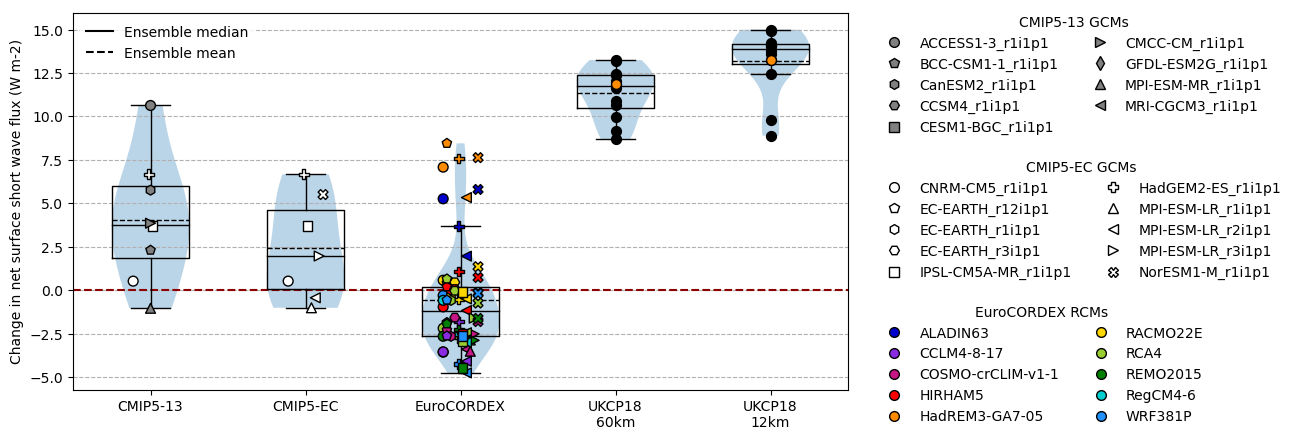 Change in net surface short wave flux (W m-2)
15.0
12.5
10.0
7.5
5.0
2.5
0.0
−2.5
−5.0
Ensemble median
Ensemble mean
CMIP5-13
CMIP5-EC
EuroCORDEX
UKCP18
60km
UKCP18
12km
CMIP5-13 GCMs
ACCESS1-3_r1i1p1
BCC-CSM1-1_r1i1p1
CanESM2_r1i1p1
CCSM4_r1i1p1
CESM1-BGC_r1i1p1
CMCC-CM_r1i1p1
GFDL-ESM2G_r1i1p1
MPI-ESM-MR_r1i1p1
MRI-CGCM3_r1i1p1
CMIP5-EC GCMs
CNRM-CM5_r1i1p1
EC-EARTH_r12i1p1
EC-EARTH_r1i1p1
EC-EARTH_r3i1p1
IPSL-CM5A-MR_r1i1p1
HadGEM2-ES_r1i1p1
MPI-ESM-LR_r1i1p1
MPI-ESM-LR_r2i1p1
MPI-ESM-LR_r3i1p1
NorESM1-M_r1i1p1
EuroCORDEX RCMs
ALADIN63
CCLM4-8-17
COSMO-crCLIM-v1-1
HIRHAM5
HadREM3-GA7-05
RACMO22E
RCA4
REMO2015
RegCM4-6
WRF381P